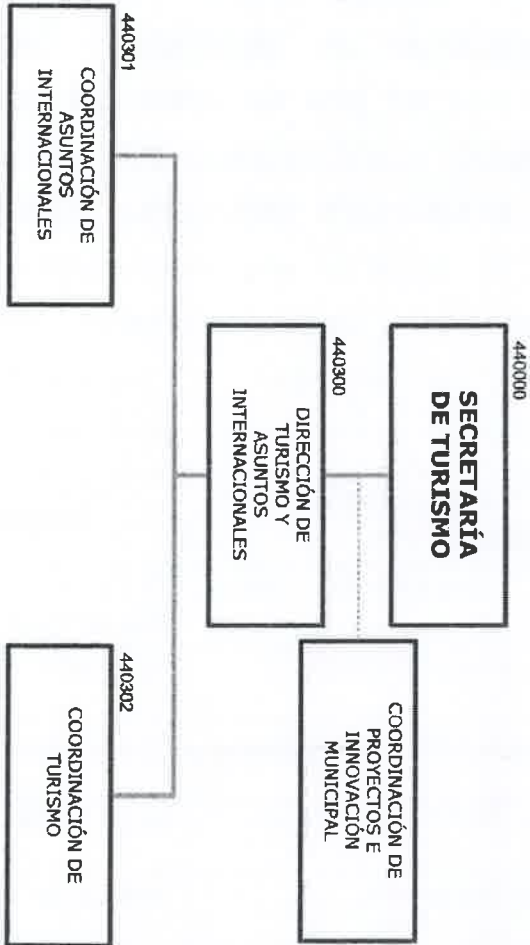 440000
SECRETARÍA
DE TURISMO
COORDINACIÓN DE
PROYECTOS E
INNOVACIÓN
MUNICIPAL
440300
DIRECCIÓN DE
TURISMO Y
ASUNTOS
INTERNACIONALES
440301
COORDINACIÓN DE
ASUNTOS
INTERNACIONALES
440302
COORDINACIÓN DE
TURISMO